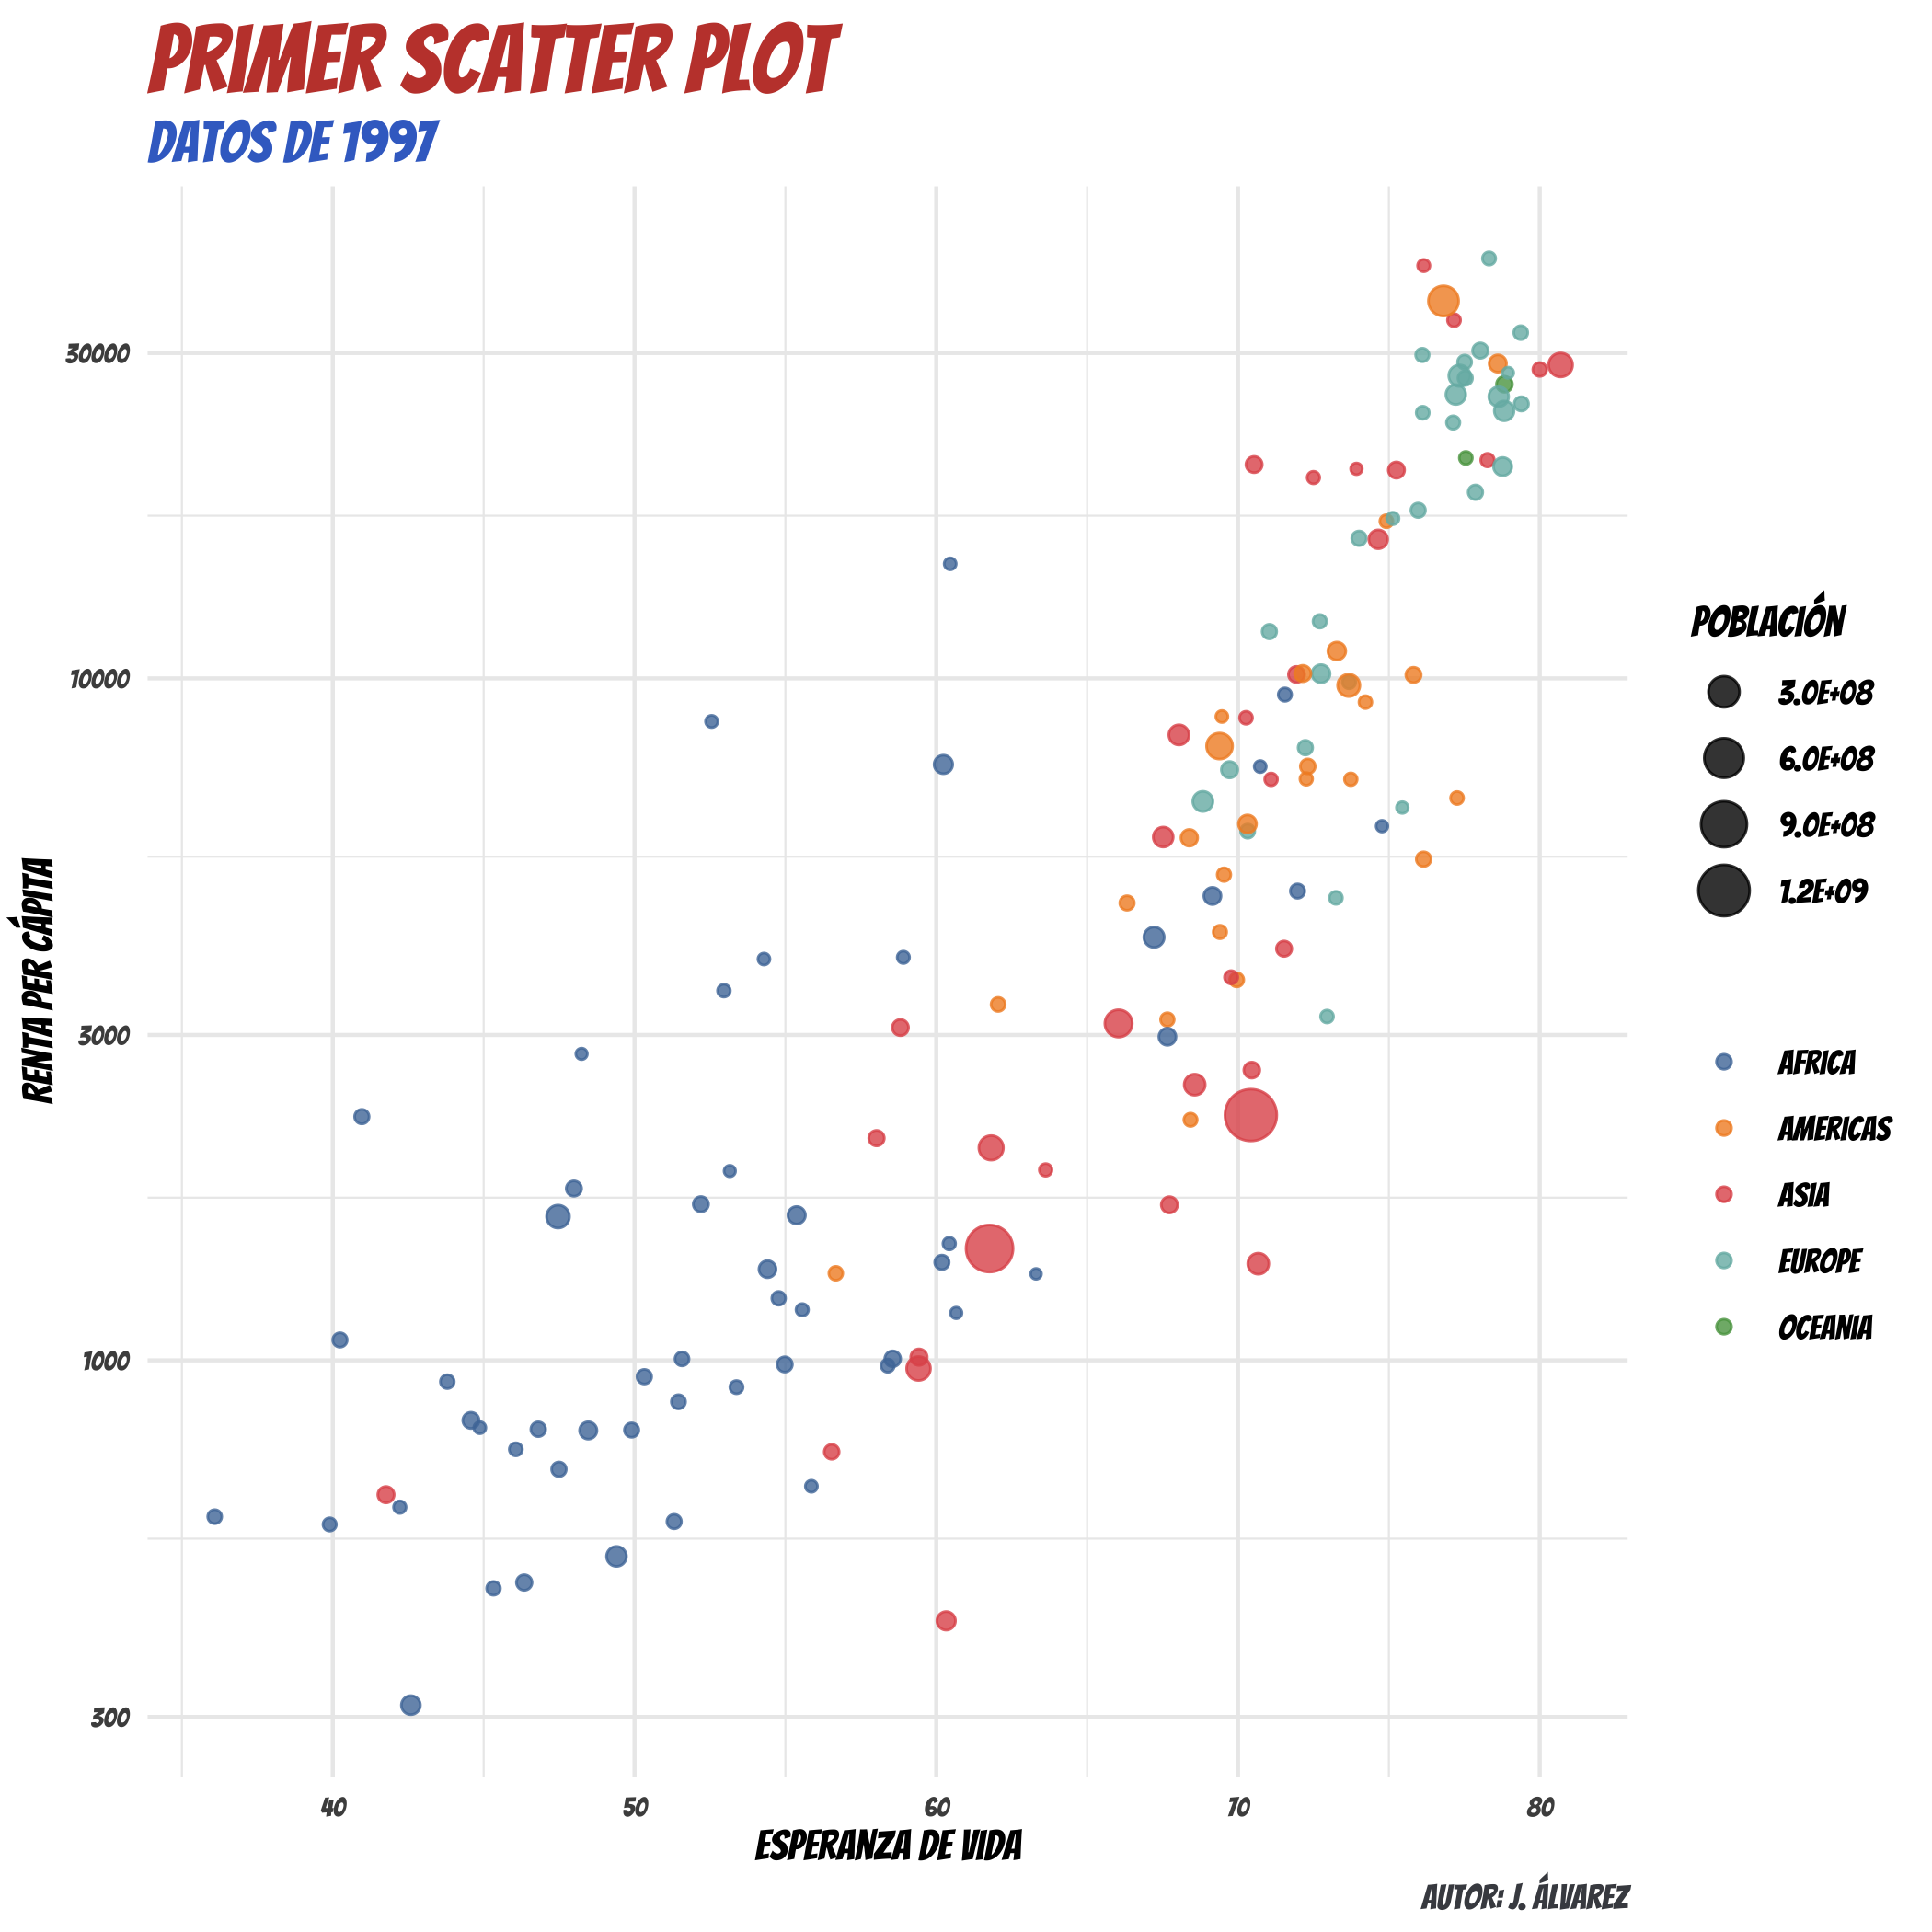 PRIMER SCATTER PLOT
DATOS DE 1997
RENTA PER CÁPITA
30000
10000
3000
1000
300
40 50 60 70 80
ESPERANZA DE VIDA
POBLACIÓN
3.0E+08
6.0E+08
9.0E+08
1.2E+09
AFRICA
AMERICAS
ASIA
EUROPE
OCEANIA
AUTOR: J. ÁLVAREZ